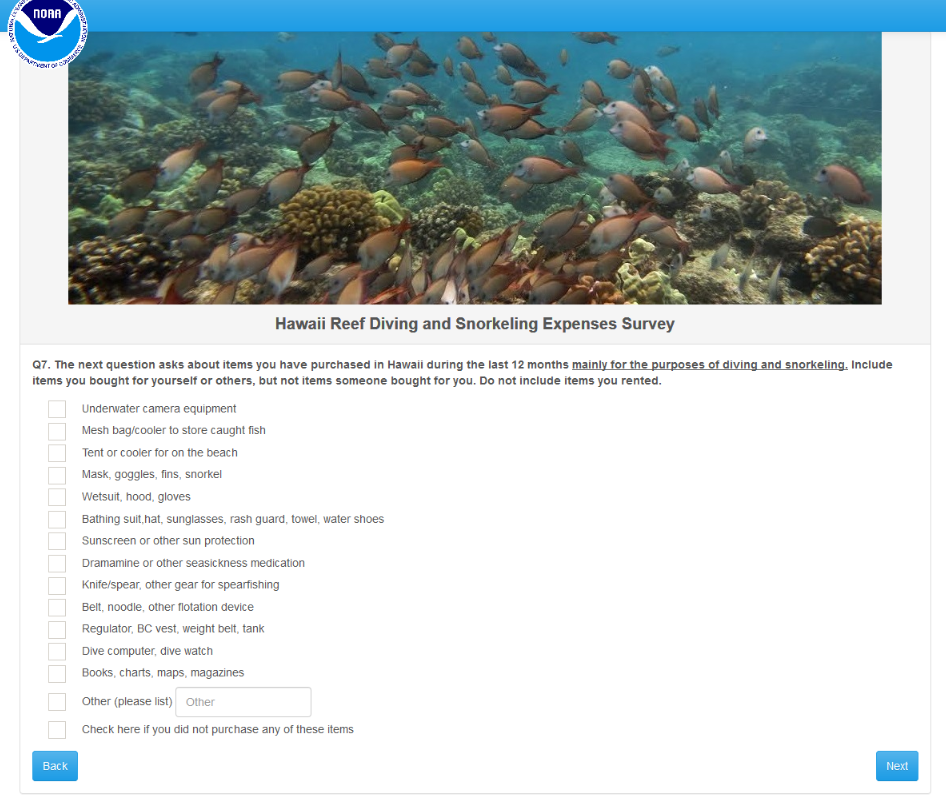 NOAA
Hawaii Reef Diving and Snorkeling Expenses Survey
Q7. The next question asks about items you have purchased in Hawaii during the last 12 months mainly for the purposes of diving and snorkeling. Include
items you bought for yourself or others, but not items someone bought for you. Do not include items you rented.
Underwater camera equipment
Mesh bag/cooler to store caught fish
Tent or cooler for on the beach
Mask, goggles, fins, snorkel
Wetsuit, hood, gloves
Bathing suit,hat, sunglasses, rash guard, towel, water shoes
Sunscreen or other sun protection
Dramamine or other seasickness medication
Knife/spear, other gear for spearfishing
Belt, noodle, other flotation device
Regulator, BC vest, weight belt, tank
Dive computer, dive watch
Books, charts, maps, magazines
Other (please list) Other
Check here if you did not purchase any of these items
Back Next